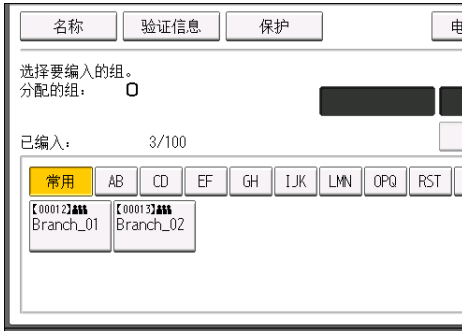 名称 验证信息 保护 电
选择要编入的组。
分配的组： 0
已编入： 3/100
常用 AB CD EF GH IJK LMN OPQ RST
【00012】 【00013】
Branch_01 Branch_02